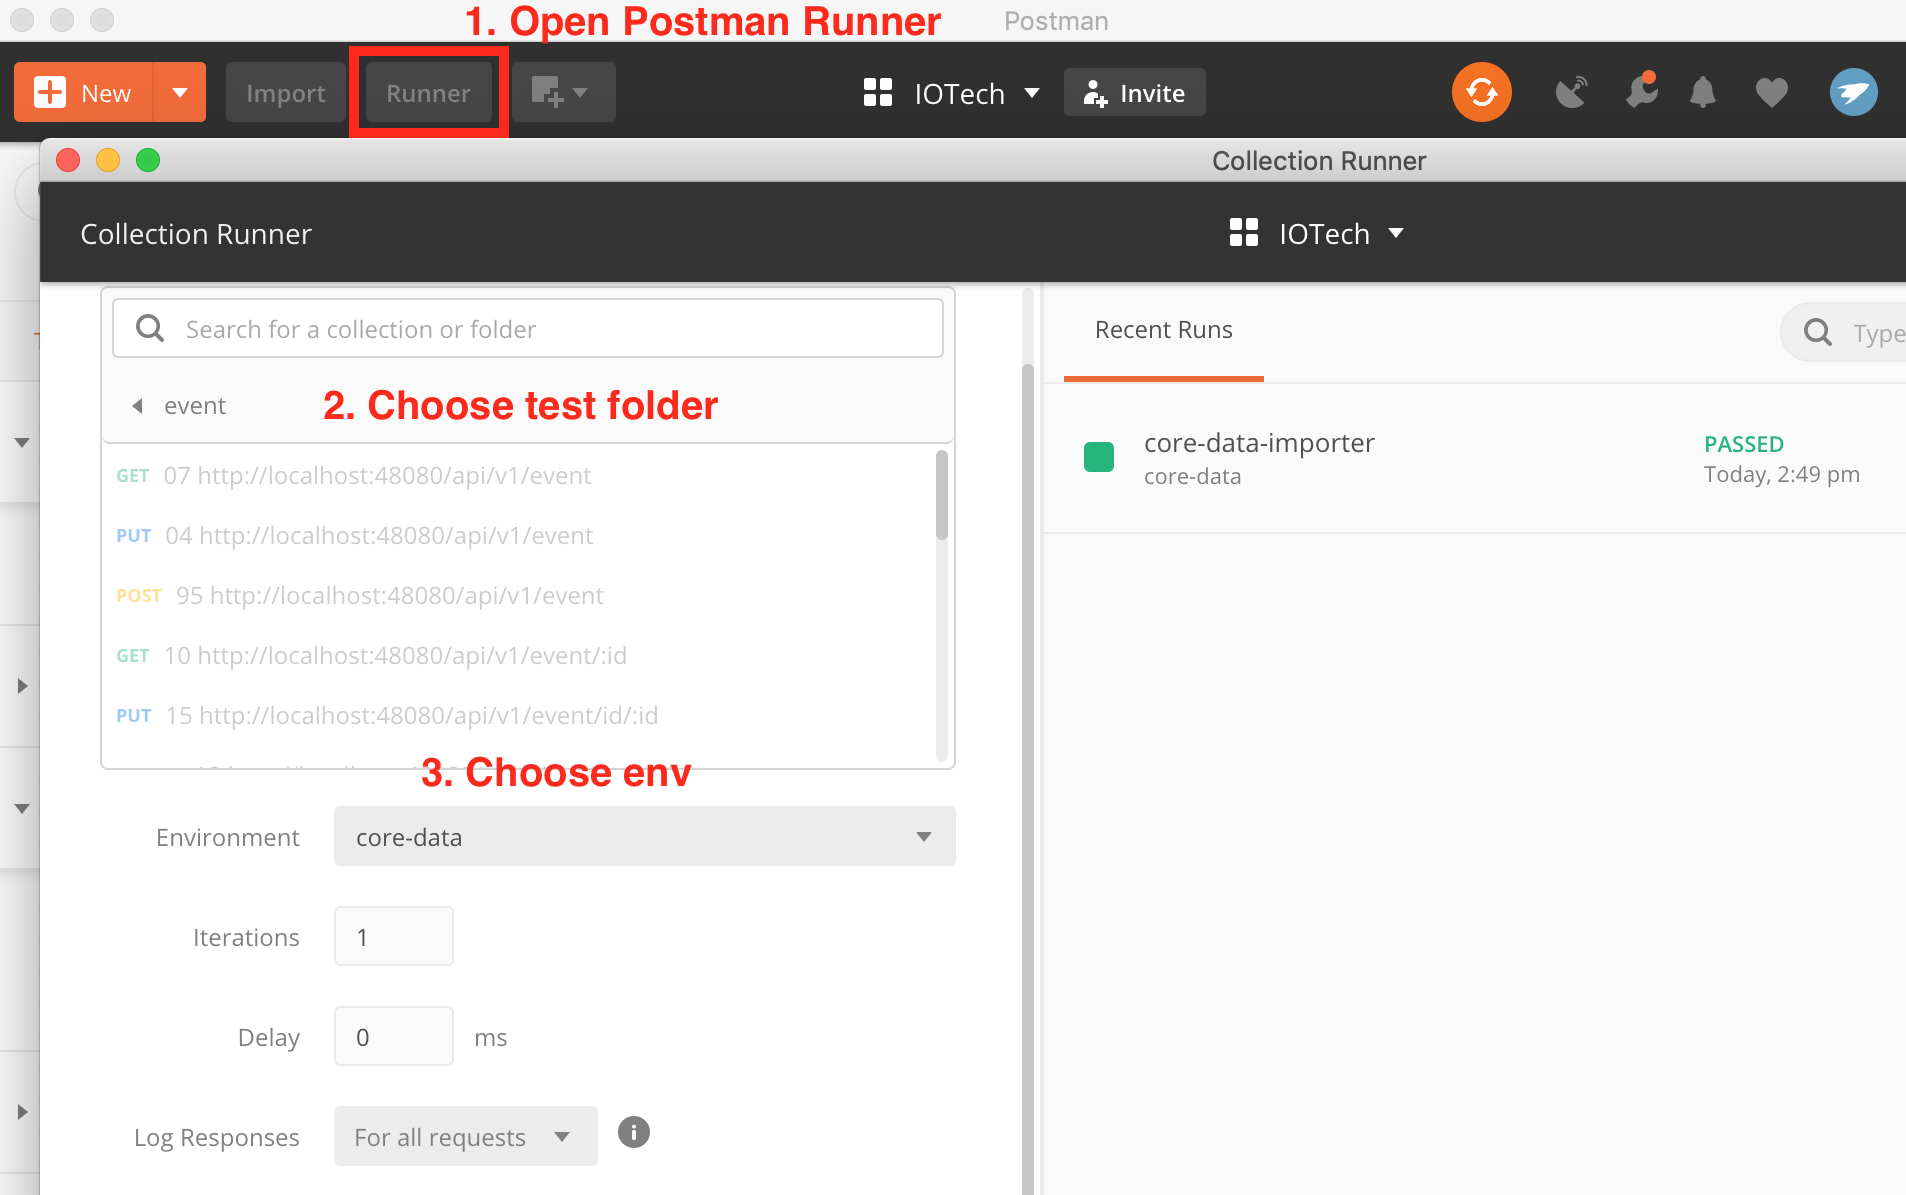 1. Open Postman Runner
Postman
New
Import
Runner
IOTech
Invite
Collection Runner
Collection Runner
IOTech
Search for a collection or folder
Recent Runs
Type
event
2. Choose test folder
GET 07 http://localhost:48080/api/v1/event
PUT 04 http://localhost:48080/api/v1/event
POST 95 http://localhost:48080/api/v1/event
GET 10 http://localhost:48080/api/v1/event/:id
PUT 15 http://localhost:48080/api/v1/event/id/:id
core-data-importer
core-data
PASSED
Today, 2:49 pm
3. Choose env
Environment
core-data
Iterations
1
Delay
0
ms
Log Responses
For all requests